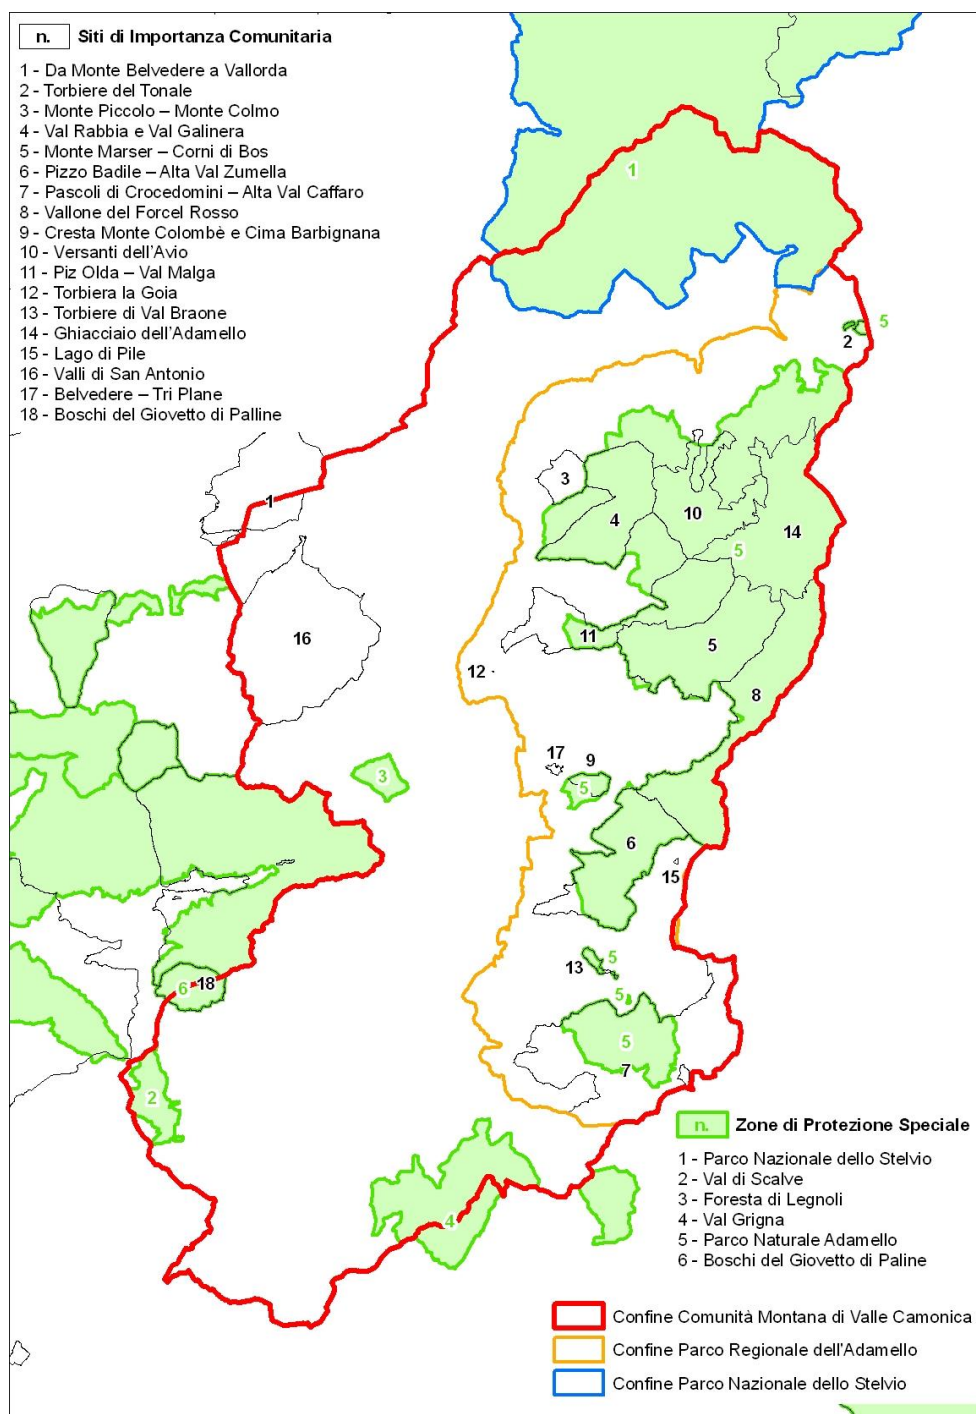 n. Siti di Importanza Comunitaria
1 - Da Monte Belvedere a Vallorda
2 - Torbiere del Tonale
3 - Monte Piccolo – Monte Colmo
4 - Val Rabbia e Val Galinera
5 - Monte Marser – Corni di Bos
6 - Pizzo Badile – Alta Val Zumella
7 - Pascoli di Crocedomini – Alta Val Caffaro
8 - Vallone del Forcel Rosso
9 - Cresta Monte Colombè e Cima Barbignana
10 - Versanti dell'Avio
11 - Piz Olda – Val Malga
12 - Torbiera la Goia
13 - Torbiere di Val Braone
14 - Ghiacciaio dell'Adamello
15 - Lago di Pile
16 - Valli di San Antonio
17 - Belvedere – Tri Plane
18 - Boschi del Giovetto di Palline
1
5
2
3
1
10
4
14
5
16
11
5
12
8
17
9
3
5
6
15
13
5
18
6
5
5
7
2
4
n. Zone di Protezione Speciale
1 - Parco Nazionale dello Stelvio
2 - Val di Scalve
3 - Foresta di Legnoli
4 - Val Grigna
5 - Parco Naturale Adamello
6 - Boschi del Giovetto di Paline
Confine Comunità Montana di Valle Camonica
Confine Parco Regionale dell'Adamello
Confine Parco Nazionale dello Stelvio